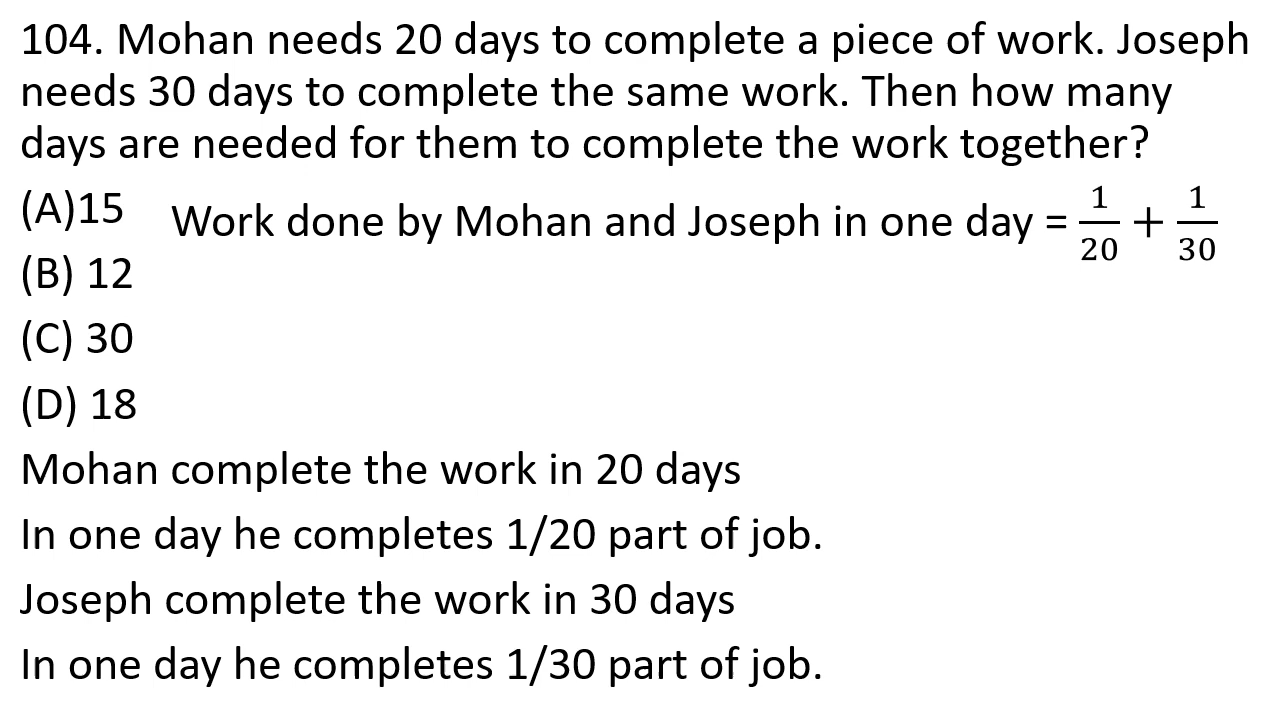 104. Mohan needs 20 days to complete a piece of work. Joseph
needs 30 days to complete the same work. Then how many
days are needed for them to complete the work together?
(A)15
Work done by Mohan and Joseph in one day = 1/20 + 1/30
(B) 12
(C) 30
(D) 18
Mohan complete the work in 20 days
In one day he completes 1/20 part of job.
Joseph complete the work in 30 days
In one day he completes 1/30 part of job.